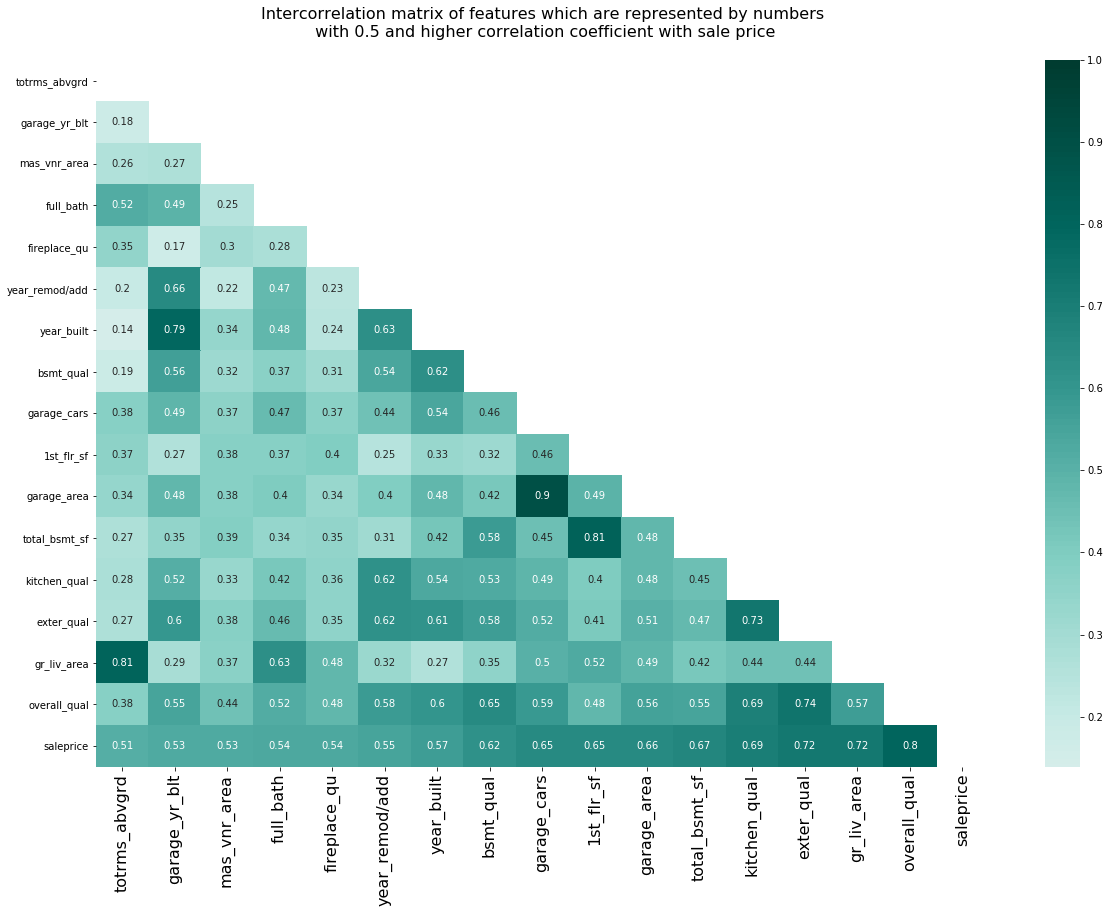 Intercorrelation matrix of features which are represented by numbers
with 0.5 and higher correlation coefficient with sale price
totrms_abvgrd
garage_yr_blt 0.18
mas_vnr_area 0.26 0.27
full_bath 0.52 0.49 0.25
fireplace_qu 0.35 0.17 0.3 0.28
year_remod/add 0.2 0.66 0.22 0.47 0.23
year_built 0.14 0.79 0.34 0.48 0.24 0.63
bsmt_qual 0.19 0.56 0.32 0.37 0.31 0.54 0.62
garage_cars 0.38 0.49 0.37 0.47 0.37 0.44 0.54 0.46
1st_flr_sf 0.37 0.27 0.38 0.37 0.4 0.25 0.33 0.32 0.46
garage_area 0.34 0.48 0.38 0.4 0.34 0.4 0.48 0.42 0.9 0.49
total_bsmt_sf 0.27 0.35 0.39 0.34 0.35 0.31 0.42 0.58 0.45 0.81 0.48
kitchen_qual 0.28 0.52 0.33 0.42 0.36 0.62 0.54 0.53 0.49 0.4 0.48 0.45
exter_qual 0.27 0.6 0.38 0.46 0.35 0.62 0.61 0.58 0.52 0.41 0.51 0.47 0.73
gr_liv_area 0.81 0.29 0.37 0.63 0.48 0.32 0.27 0.35 0.5 0.52 0.49 0.42 0.44 0.44
overall_qual 0.38 0.55 0.44 0.52 0.48 0.58 0.6 0.65 0.59 0.48 0.56 0.55 0.69 0.74 0.57
saleprice 0.51 0.53 0.53 0.54 0.54 0.55 0.57 0.62 0.65 0.65 0.66 0.67 0.69 0.72 0.72 0.8
totrms_abvgrd
garage_yr_blt
mas_vnr_area
full_bath
fireplace_qu
year_remod/add
year_built
bsmt_qual
garage_cars
1st_flr_sf
garage_area
total_bsmt_sf
kitchen_qual
exter_qual
gr_liv_area
overall_qual
saleprice
1.0
0.9
0.8
0.7
0.6
0.5
0.4
0.3
0.2